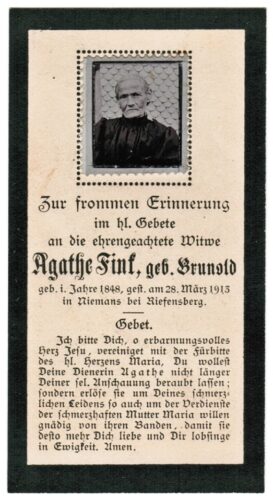 Zur frommen Erinnerung
im hl. Gebete
an die ehrengeachtete Witwe
Agathe Fink, geb. Brunold
geb. i. Jahre 1848, gest. am 28. März 1913
in Niemans bei Riefensberg.
Gebet.
Ich bitte Dich, o erbarmungsvolles
Herz Jesu, vereiniget mit der Fürbitte
des hl. Herzens Maria, Du wollest
Deine Dienerin Agathe nicht länger
Deiner sel. Anschauung beraubt lassen;
sondern erlöse sie um Deines schmerz-
lichen Leidens so auch um der Verdienste
der schmerzhaften Mutter Maria willen
gnädig von ihren Banden, damit sie
desto mehr Dich liebe und Dir lobsinge
in Ewigkeit. Amen.